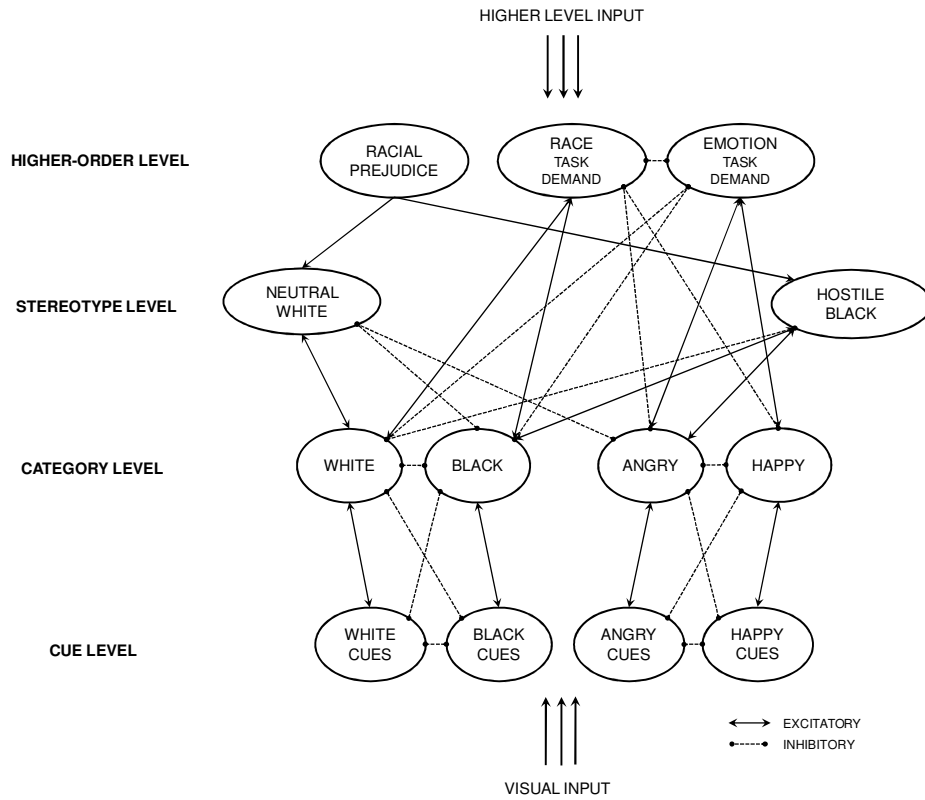 HIGHER LEVEL INPUT
HIGHER-ORDER LEVEL
RACIAL
PREJUDICE
RACE
TASK
DEMAND
EMOTION
TASK
DEMAND
STEREOTYPE LEVEL
NEUTRAL
WHITE
HOSTILE
BLACK
CATEGORY LEVEL
WHITE
BLACK
ANGRY
HAPPY
CUE LEVEL
WHITE
CUES
BLACK
CUES
ANGRY
CUES
HAPPY
CUES
EXCITATORY
INHIBITORY
VISUAL INPUT